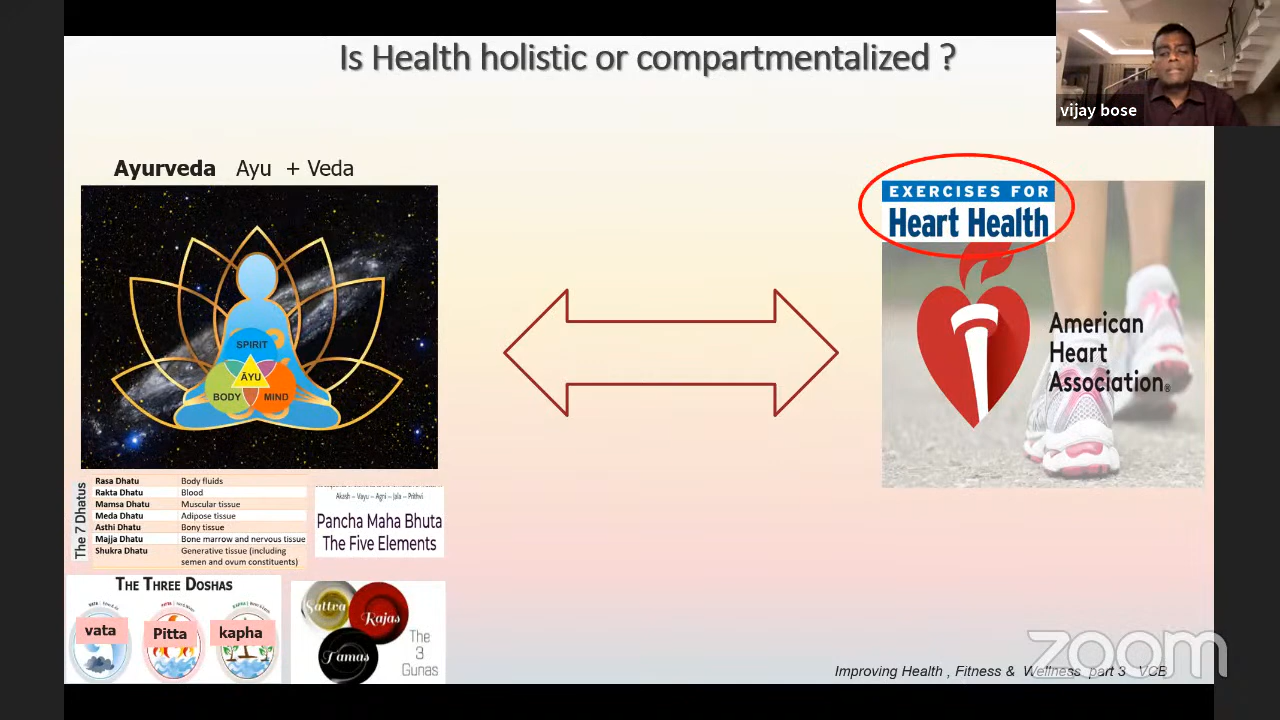 Is Health holistic or compartmentalized ?
vijay bose
Ayurveda Ayu + Veda
SPIRIT
ĀYU
BODY MIND
EXERCISES FOR
Heart Health
American
Heart
Association®
The 7 Dhatus
Rasa Dhatu Body fluids
Rakta Dhatu Blood
Mamsa Dhatu Muscular tissue
Meda Dhatu Adipose tissue
Asthi Dhatu Bony tissue
Majja Dhatu Bone marrow and nervous tissue
Shukra Dhatu Generative tissue (including
semen and ovum constituents)
Akash – Vayu – Agni – Jala – Prithvi
Pancha Maha Bhuta
The Five Elements
THE THREE DOSHAS
vata Pitta kapha
Sattva
Rajas
Tamas
The
3
Gunas
zoom
Improving Health , Fitness & Wellness part 3 VCB